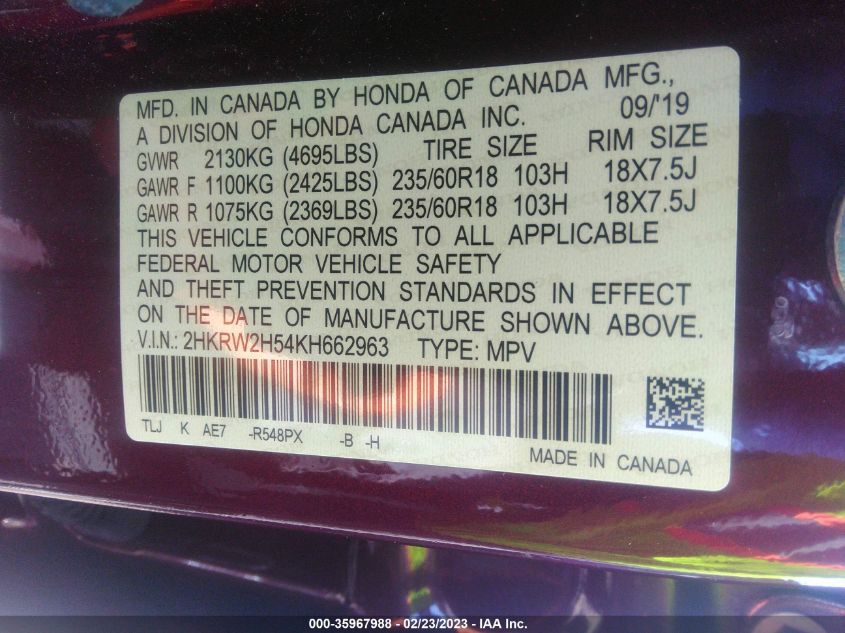 MFD. IN CANADA BY HONDA OF CANADA MFG.,
A DIVISION OF HONDA CANADA INC. 09/'19
GVWR 2130KG (4695LBS) TIRE SIZE RIM SIZE
GAWR F 1100KG (2425LBS) 235/60R18 103H 18X7.5J
GAWR R 1075KG (2369LBS) 235/60R18 103H 18X7.5J
THIS VEHICLE CONFORMS TO ALL APPLICABLE
FEDERAL MOTOR VEHICLE SAFETY
AND THEFT PREVENTION STANDARDS IN EFFECT
ON THE DATE OF MANUFACTURE SHOWN ABOVE.
V.I.N.: 2HKRW2H54KH662963 TYPE: MPV
TLJ K AE7 -R548PX -B -H
MADE IN CANADA
000-35967988 - 02/23/2023 - IAA Inc.